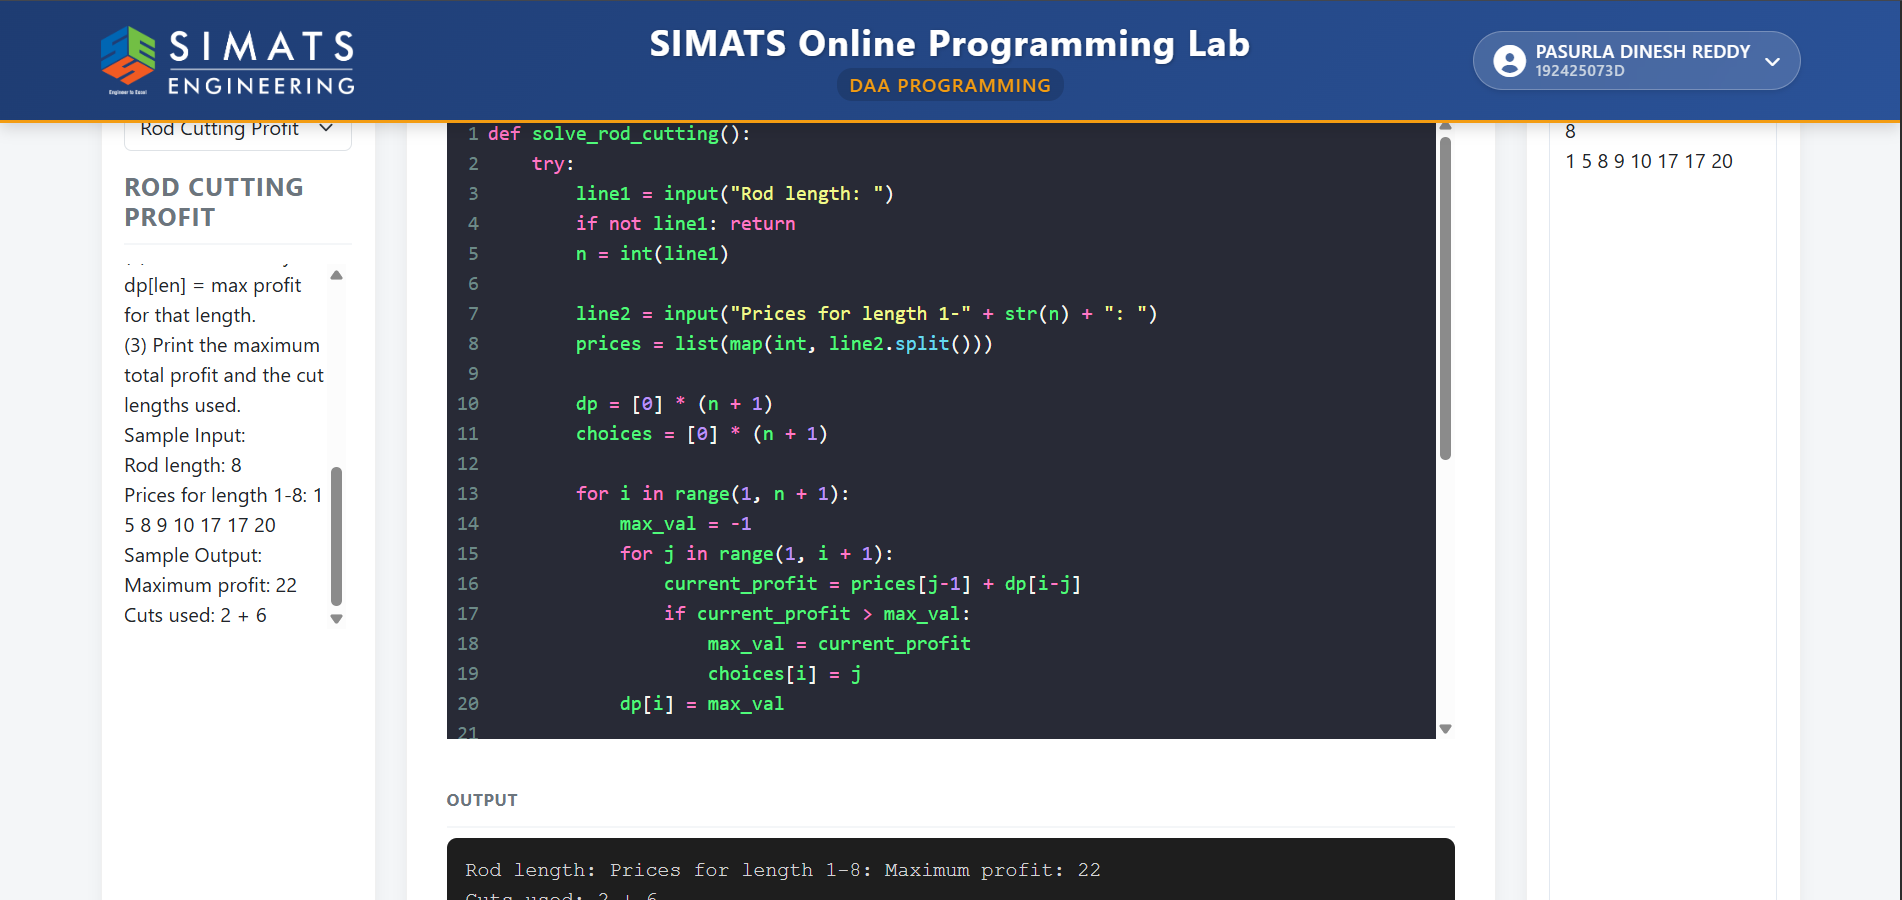 SIMATS
ENGINEERING
Engineer to Excel
SIMATS Online Programming Lab
DAA PROGRAMMING
PASURLA DINESH REDDY
192425073D
Rod Cutting Profit
ROD CUTTING
PROFIT
dp[len] = max profit
for that length.
(3) Print the maximum
total profit and the cut
lengths used.
Sample Input:
Rod length: 8
Prices for length 1-8: 1
5 8 9 10 17 17 20
Sample Output:
Maximum profit: 22
Cuts used: 2 + 6
1 def solve_rod_cutting():
2 try:
3 line1 = input("Rod length: ")
4 if not line1: return
5 n = int(line1)
6
7 line2 = input("Prices for length 1-" + str(n) + ": ")
8 prices = list(map(int, line2.split()))
9
10 dp = [0] * (n + 1)
11 choices = [0] * (n + 1)
12
13 for i in range(1, n + 1):
14 max_val = -1
15 for j in range(1, i + 1):
16 current_profit = prices[j-1] + dp[i-j]
17 if current_profit > max_val:
18 max_val = current_profit
19 choices[i] = j
20 dp[i] = max_val
21
OUTPUT
Rod length: Prices for length 1-8: Maximum profit: 22
Cuts used: 2 + 6
8
1 5 8 9 10 17 17 20